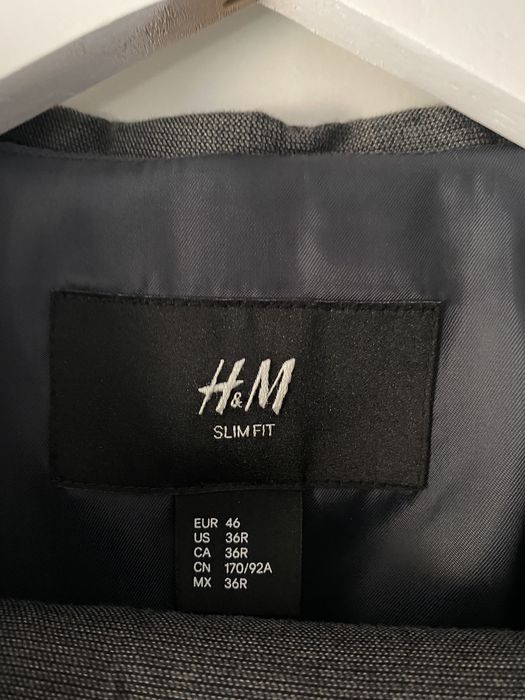 H&M
SLIM FIT
EUR 46
US 36R
CA 36R
CN 170/92A
MX 36R